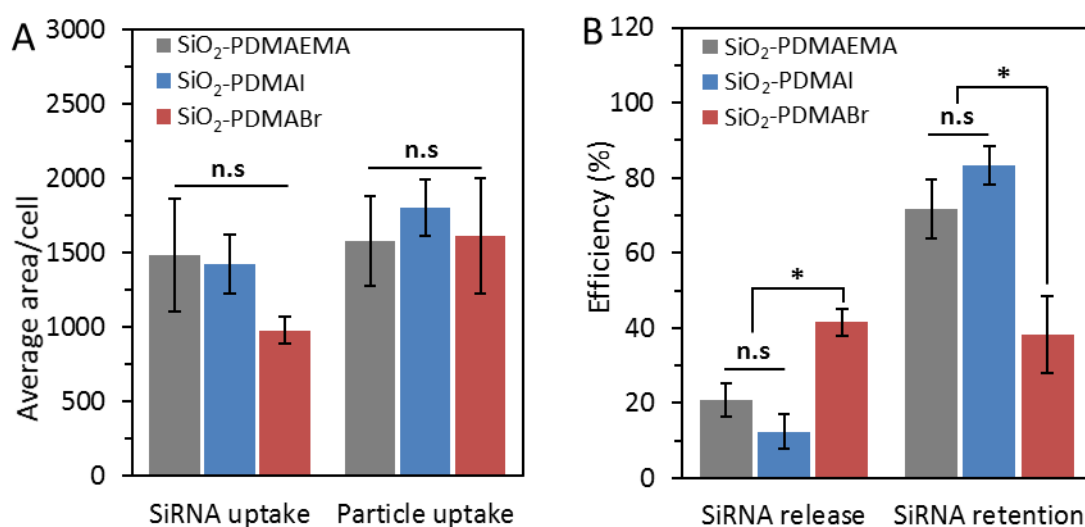 A
SiO₂-PDMAEMA
SiO₂-PDMAI
SiO₂-PDMABr
n.s
n.s
Average area/cell
3000
2500
2000
1500
1000
500
0
SiRNA uptake
Particle uptake
B
SiO₂-PDMAEMA
SiO₂-PDMAI
SiO₂-PDMABr
*
n.s
*
n.s
Efficiency (%)
120
100
80
60
40
20
0
SiRNA release
SiRNA retention